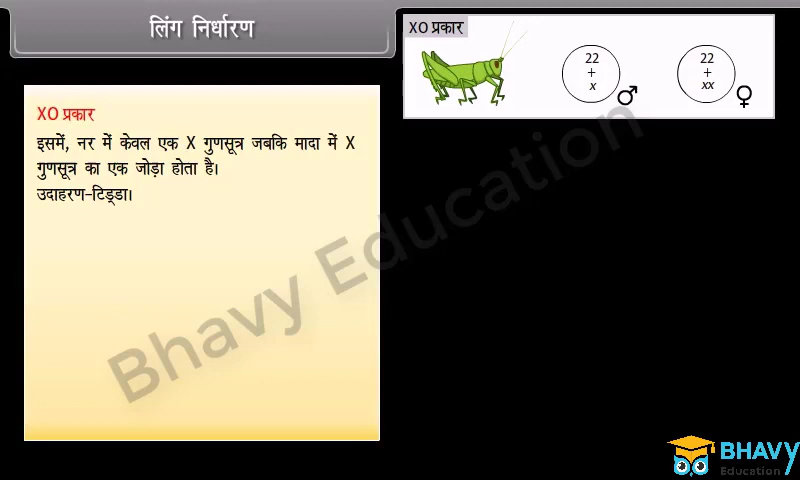 लिंग निर्धारण
XO प्रकार
22
+
x
22
+
xx
XO प्रकार
इसमें, नर में केवल एक X गुणसूत्र जबकि मादा में X
गुणसूत्र का एक जोड़ा होता है।
उदाहरण-टिड्डा।
Bhavy Education
BHAVY
Education